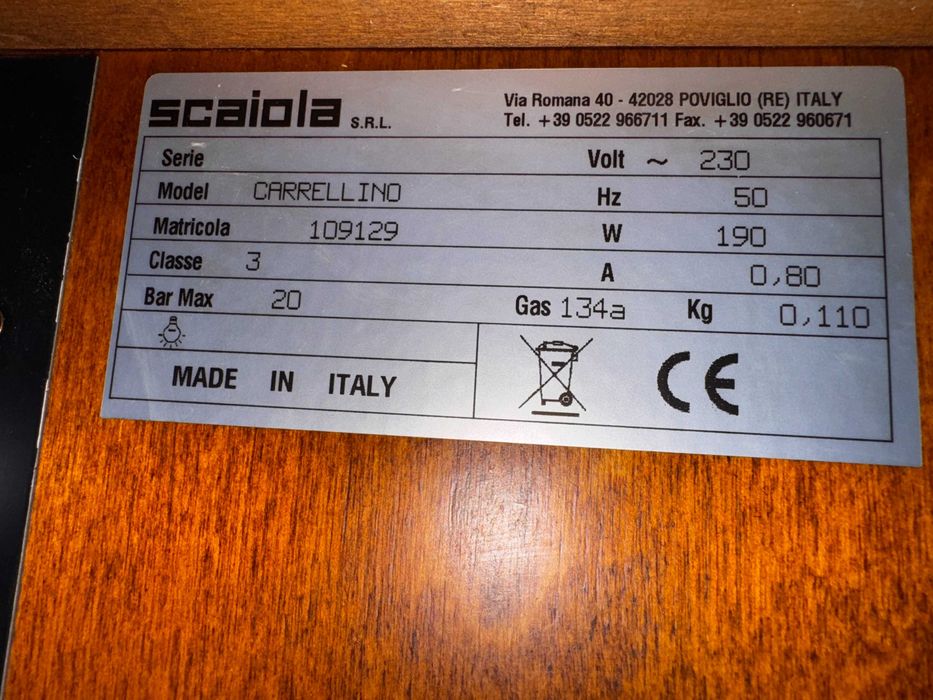 scaiola S.R.L.
Via Romana 40 - 42028 POVIGLIO (RE) ITALY
Tel. +39 0522 966711 Fax. +39 0522 960671
Serie
Volt ~ 230
Model CARRELLINO
Hz 50
Matricola 109129
W 190
Classe 3
A 0,80
Bar Max 20
Gas 134a Kg 0,110
MADE IN ITALY
CE